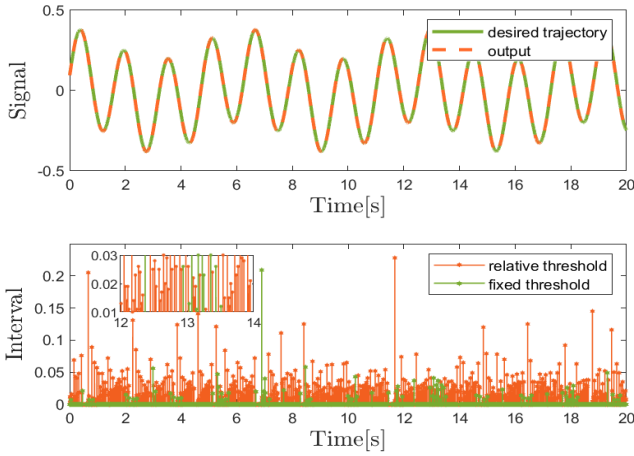 0.5
0
-0.5
Signal
desired trajectory
output
0 2 4 6 8 10 12 14 16 18 20
Time[s]
0.2
0.15
0.1
0.05
0
Interval
0.03
0.02
0.01
12 13 14
relative threshold
fixed threshold
0 2 4 6 8 10 12 14 16 18 20
Time[s]